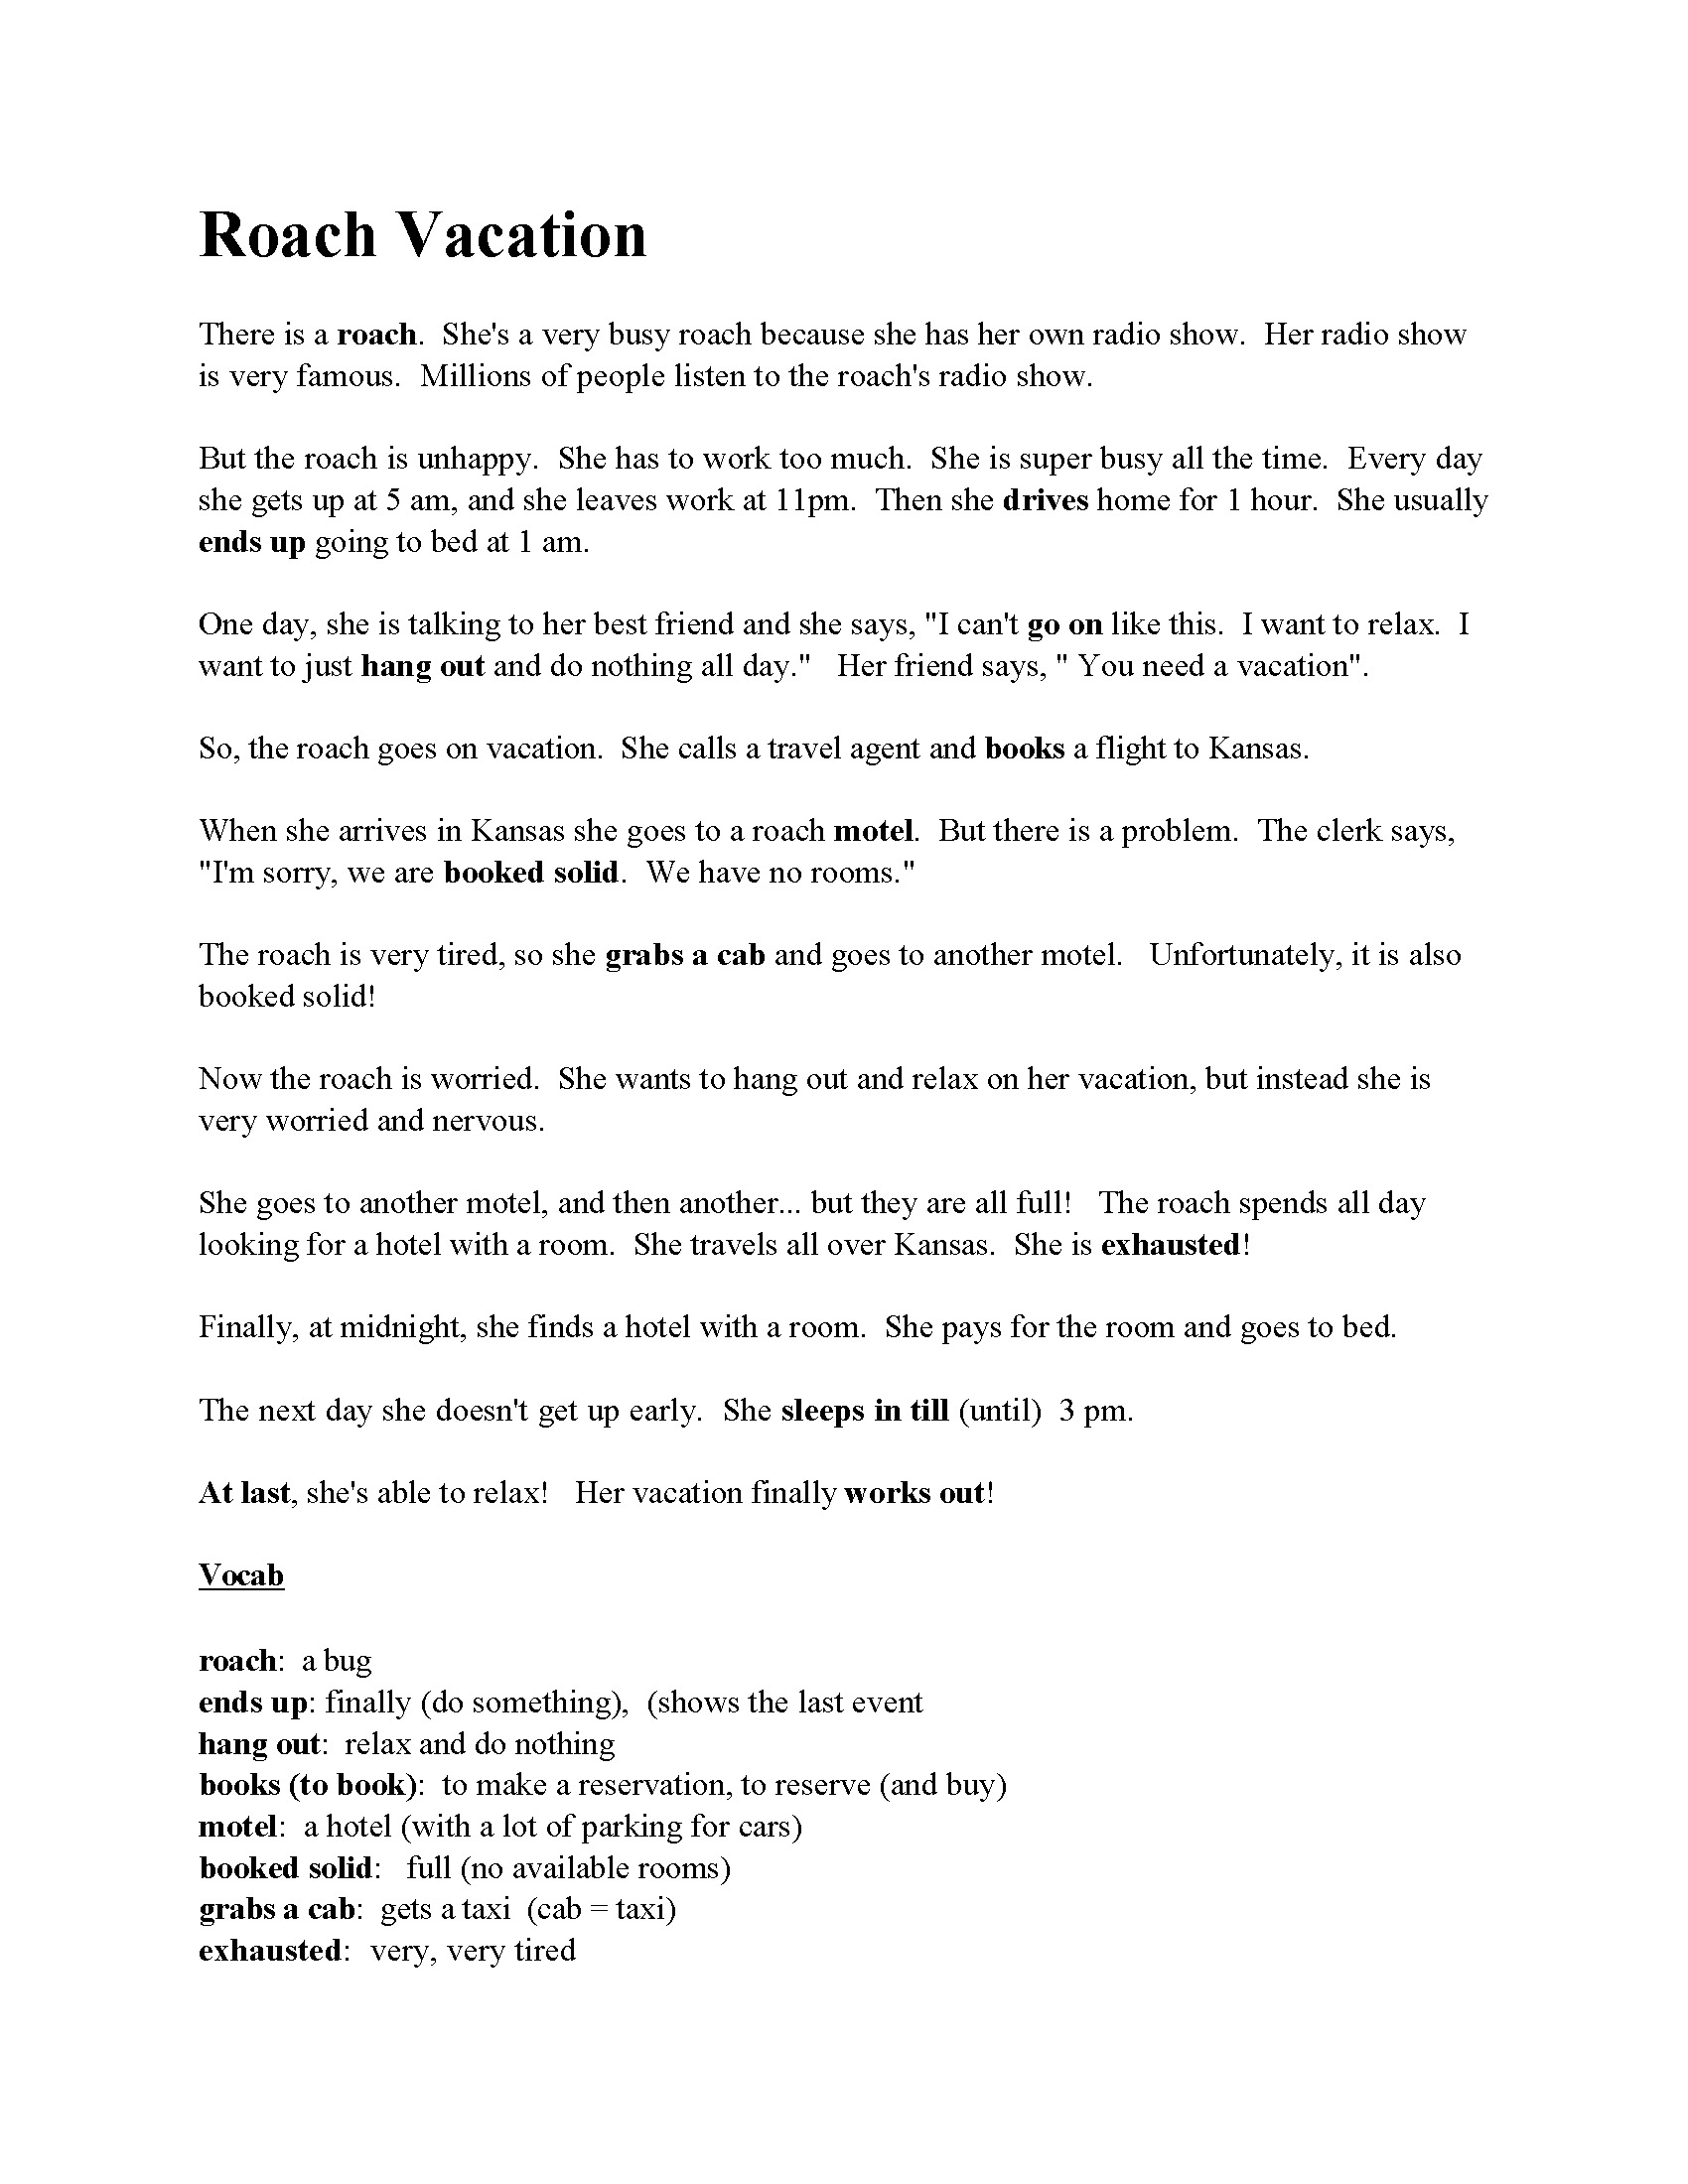 Roach Vacation
There is a roach.  She's a very busy roach because she has her own radio show.  Her radio show
is very famous.  Millions of people listen to the roach's radio show.
But the roach is unhappy.  She has to work too much.  She is super busy all the time.  Every day
she gets up at 5 am, and she leaves work at 11pm.  Then she drives home for 1 hour.  She usually
ends up going to bed at 1 am.
One day, she is talking to her best friend and she says, "I can't go on like this.  I want to relax.  I
want to just hang out and do nothing all day."   Her friend says, " You need a vacation".
So, the roach goes on vacation.  She calls a travel agent and books a flight to Kansas.
When she arrives in Kansas she goes to a roach motel.  But there is a problem.  The clerk says,
"I'm sorry, we are booked solid.  We have no rooms."
The roach is very tired, so she grabs a cab and goes to another motel.   Unfortunately, it is also
booked solid!
Now the roach is worried.  She wants to hang out and relax on her vacation, but instead she is
very worried and nervous.
She goes to another motel, and then another... but they are all full!   The roach spends all day
looking for a hotel with a room.  She travels all over Kansas.  She is exhausted!
Finally, at midnight, she finds a hotel with a room.  She pays for the room and goes to bed.
The next day she doesn't get up early.  She sleeps in till (until)  3 pm.
At last, she's able to relax!   Her vacation finally works out!
Vocab
roach:  a bug
ends up: finally (do something),  (shows the last event
hang out:  relax and do nothing
books (to book):  to make a reservation, to reserve (and buy)
motel:  a hotel (with a lot of parking for cars)
booked solid:   full (no available rooms)
grabs a cab:  gets a taxi  (cab = taxi)
exhausted:  very, very tired